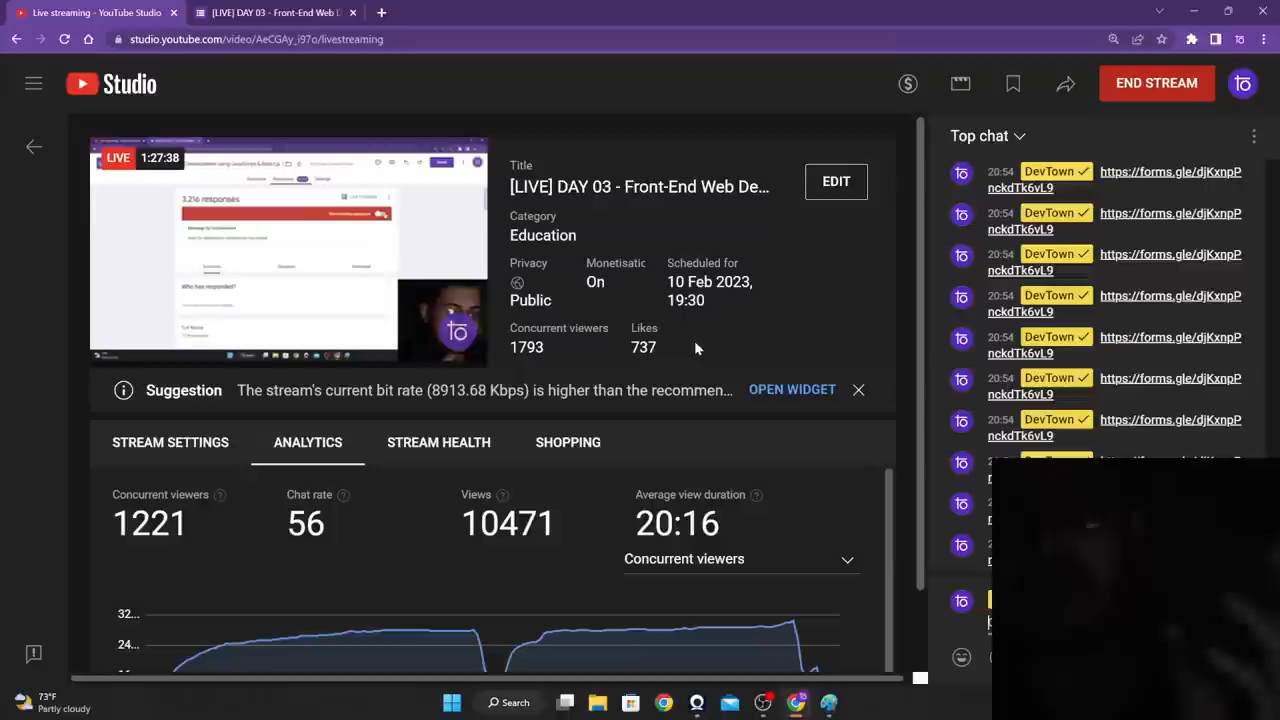 Live streaming - YouTube Studio
[LIVE] DAY 03 - Front-End Web D
studio.youtube.com/video/AeCGAy_i97o/livestreaming
Studio
END STREAM
Top chat
LIVE 1:27:38
3,216 responses
Who has responded?
Title
[LIVE] DAY 03 - Front-End Web De...
EDIT
Category
Education
Privacy Monetisatic Scheduled for
Public On 10 Feb 2023,
19:30
Concurrent viewers Likes
1793 737
Suggestion The stream's current bit rate (8913.68 Kbps) is higher than the recommen... OPEN WIDGET
STREAM SETTINGS ANALYTICS STREAM HEALTH SHOPPING
Concurrent viewers Chat rate Views Average view duration
1221 56 10471 20:16
Concurrent viewers
32...
24...
20:54 DevTown https://forms.gle/djKxnpP
nckdTk6vL9
20:54 DevTown https://forms.gle/djKxnpP
nckdTk6vL9
20:54 DevTown https://forms.gle/djKxnpP
nckdTk6vL9
20:54 DevTown https://forms.gle/djKxnpP
nckdTk6vL9
20:54 DevTown https://forms.gle/djKxnpP
nckdTk6vL9
20:54 DevTown https://forms.gle/djKxnpP
nckdTk6vL9
20:54 DevTown https://forms.gle/djKxnpP
nckdTk6vL9
73°F
Partly cloudy
Search